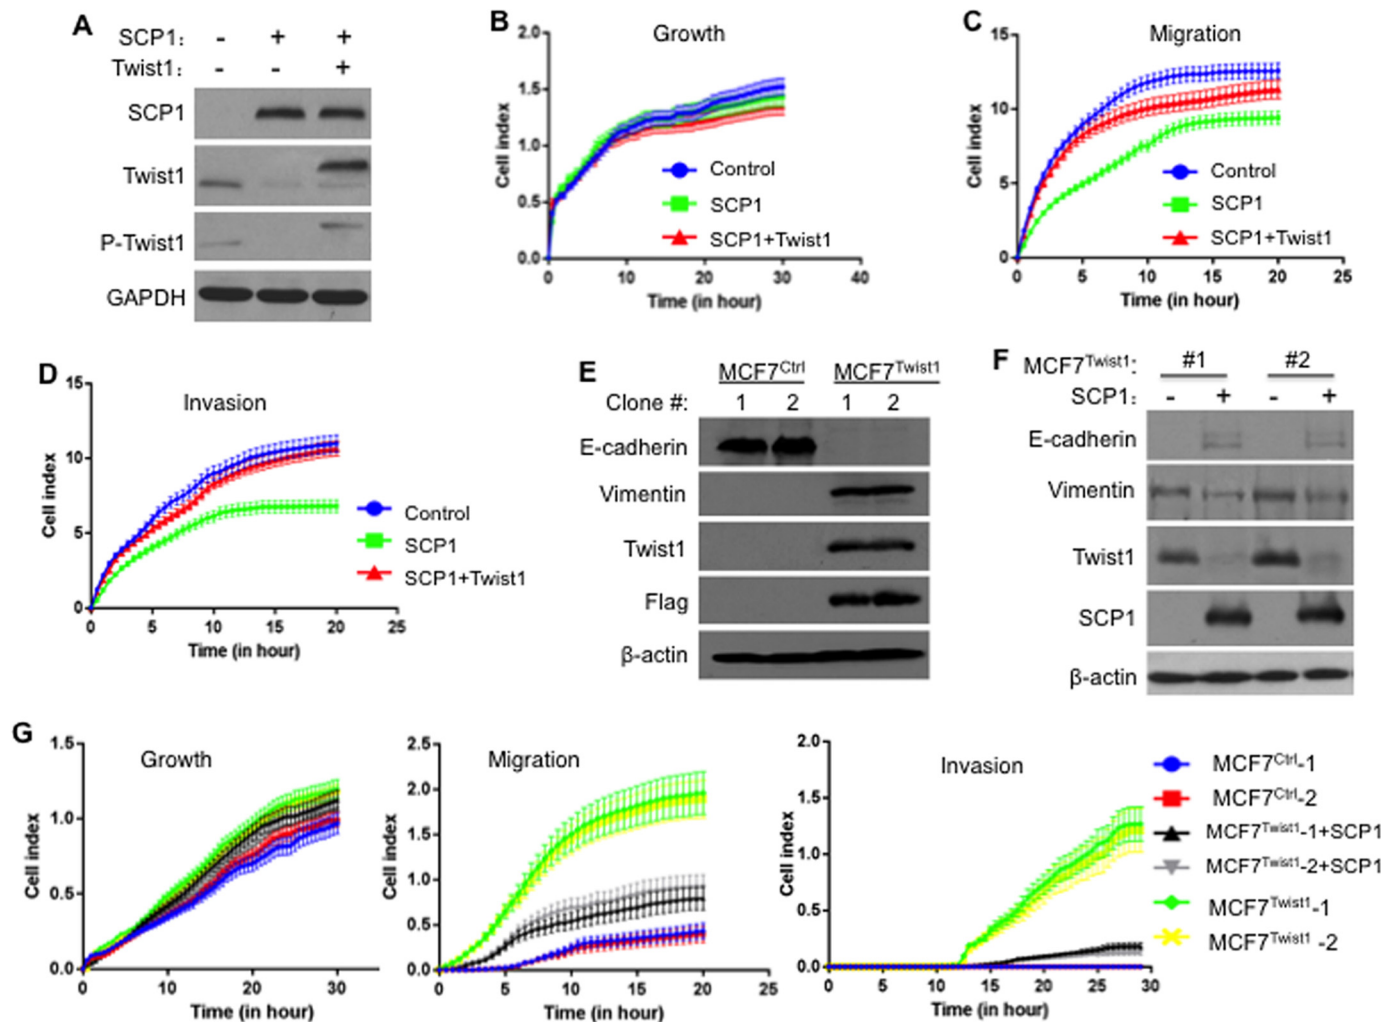 A
SCP1: - + +
Twist1: - - +
SCP1
Twist1
P-Twist1
GAPDH
B
Growth
Cell index
2.0
1.5
1.0
0.5
0.0
0 10 20 30 40
Time (in hour)
Control
SCP1
SCP1+Twist1
C
Migration
Cell index
15
10
5
0
0 5 10 15 20 25
Time (in hour)
Control
SCP1
SCP1+Twist1
D
Invasion
Cell index
15
10
5
0
0 5 10 15 20 25
Time (in hour)
Control
SCP1
SCP1+Twist1
E
MCF7Ctrl MCF7Twist1
Clone #: 1 2 1 2
E-cadherin
Vimentin
Twist1
Flag
β-actin
F
MCF7Twist1: #1 #2
SCP1: - + - +
E-cadherin
Vimentin
Twist1
SCP1
β-actin
G
Growth
Cell index
1.5
1.0
0.5
0.0
0 10 20 30
Time (in hour)
Migration
Cell index
2.5
2.0
1.5
1.0
0.5
0.0
0 5 10 15 20 25
Time (in hour)
Invasion
Cell index
2.0
1.5
1.0
0.5
0.0
0 5 10 15 20 25 30
Time (in hour)
MCF7Ctrl-1
MCF7Ctrl-2
MCF7Twist1-1+SCP1
MCF7Twist1-2+SCP1
MCF7Twist1-1
MCF7Twist1 -2